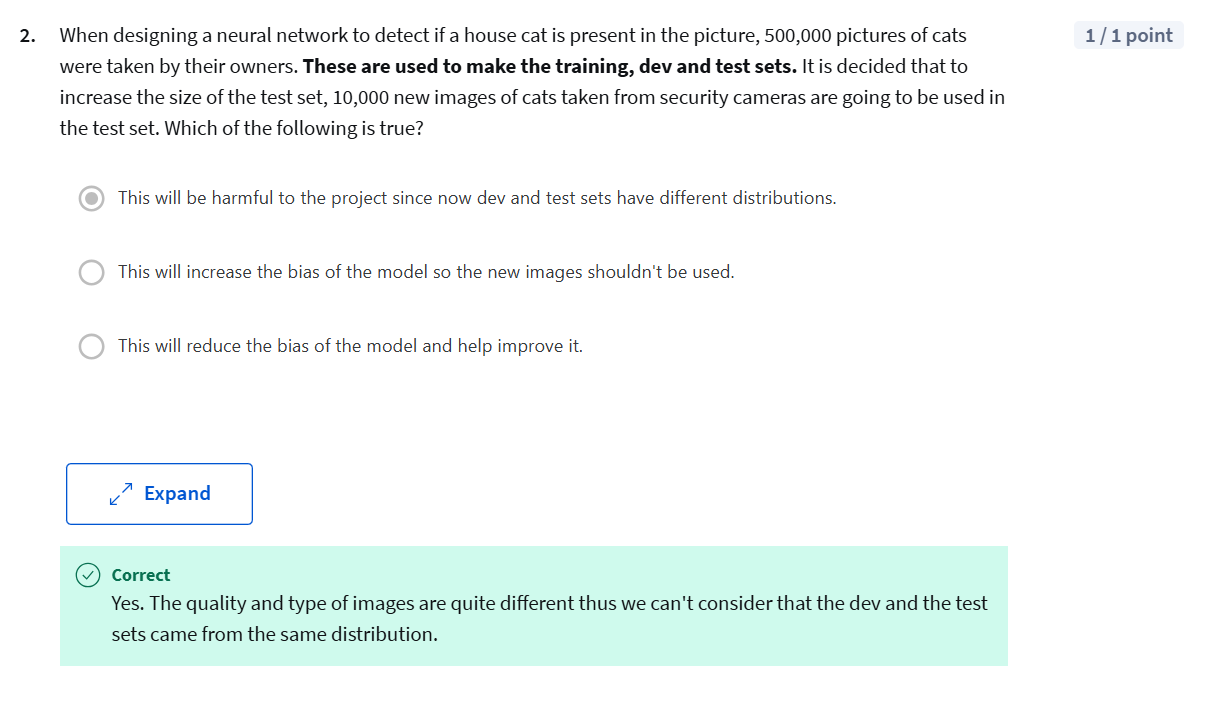 2. When designing a neural network to detect if a house cat is present in the picture, 500,000 pictures of cats
1 / 1 point
were taken by their owners. These are used to make the training, dev and test sets. It is decided that to
increase the size of the test set, 10,000 new images of cats taken from security cameras are going to be used in
the test set. Which of the following is true?
This will be harmful to the project since now dev and test sets have different distributions.
This will increase the bias of the model so the new images shouldn't be used.
This will reduce the bias of the model and help improve it.
Expand
Correct
Yes. The quality and type of images are quite different thus we can't consider that the dev and the test
sets came from the same distribution.